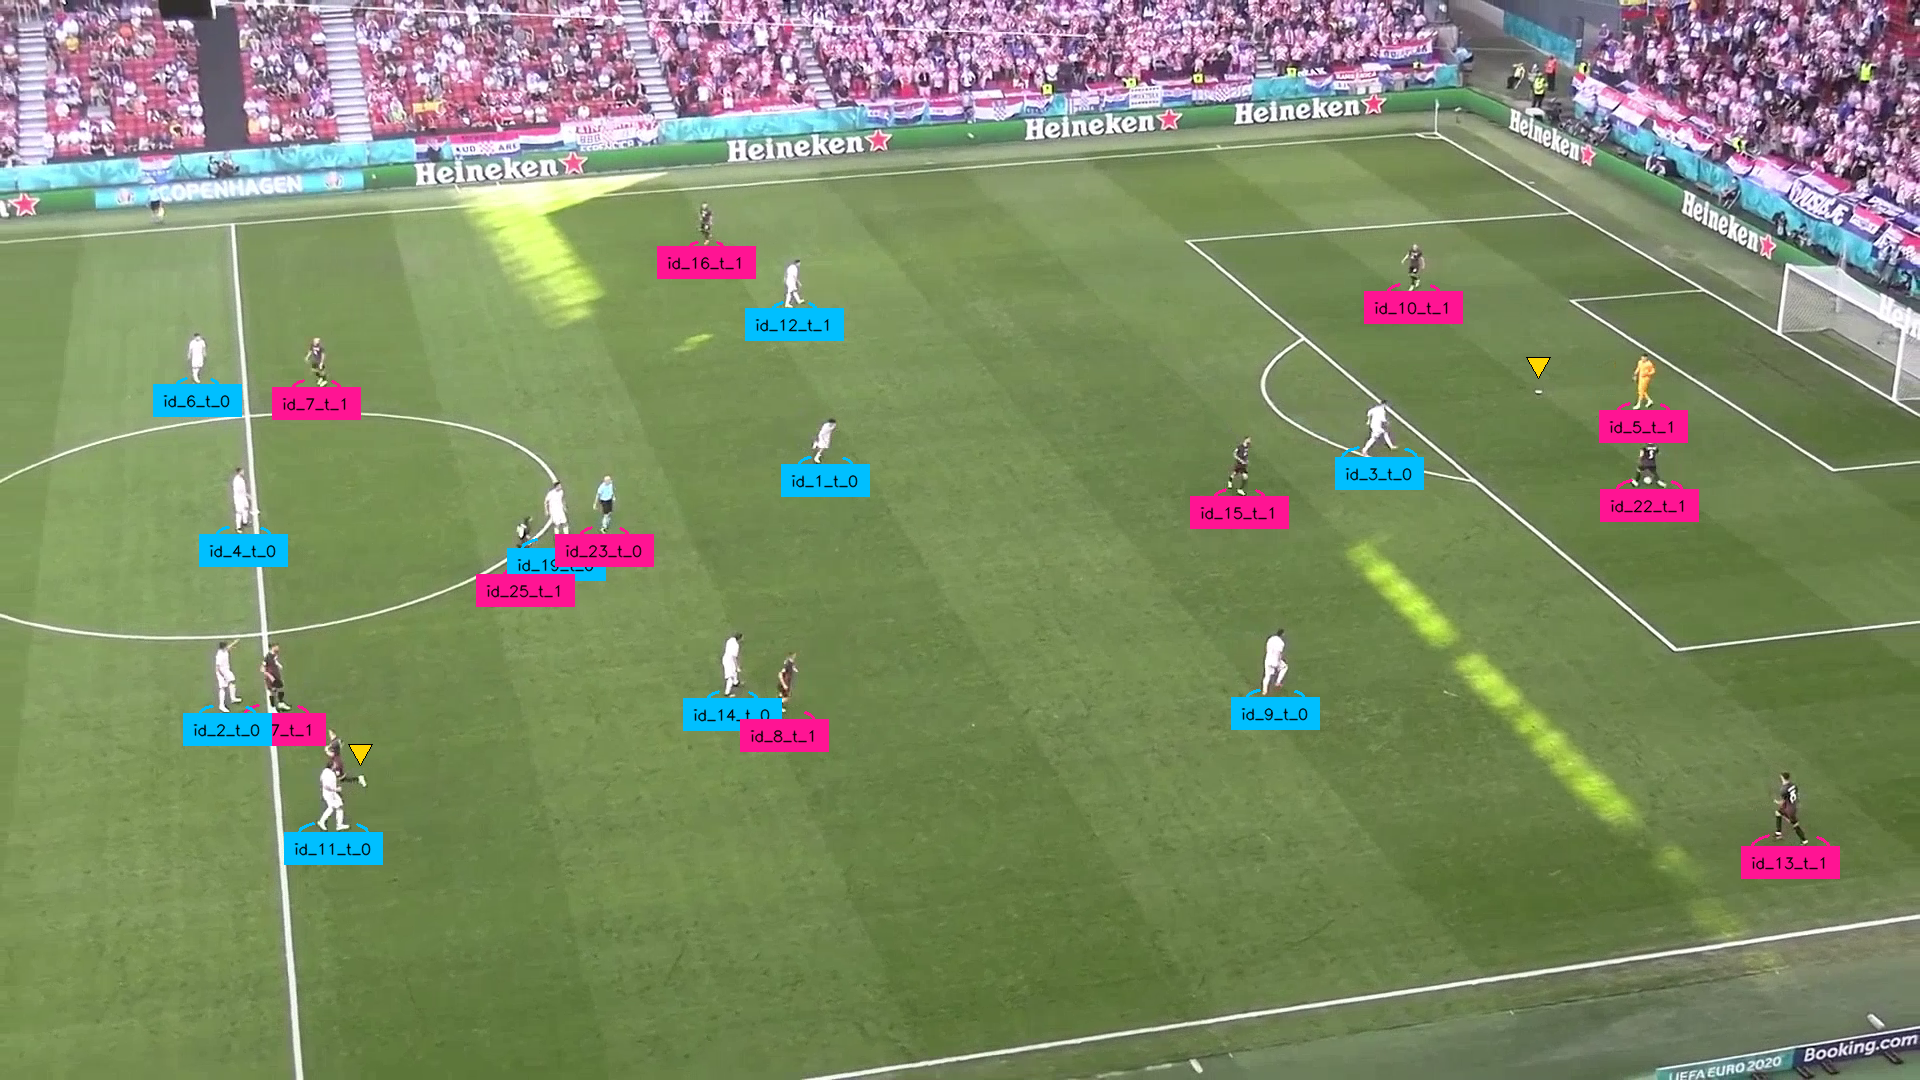 Heineken
Heineken
Heineken
Heineken
Heineken
Heineken
COPENHAGEN
id_16_t_1
id_12_t_1
id_10_t_1
id_6_t_0
id_7_t_1
id_5_t_1
id_1_t_0
id_3_t_0
id_22_t_1
id_15_t_1
id_4_t_0
id_23_t_0
id_25_t_1
id_14_t_0
id_9_t_0
id_2_t_0
7_t_1
id_8_t_1
id_11_t_0
id_13_t_1
UEFA EURO 2020
Booking.com